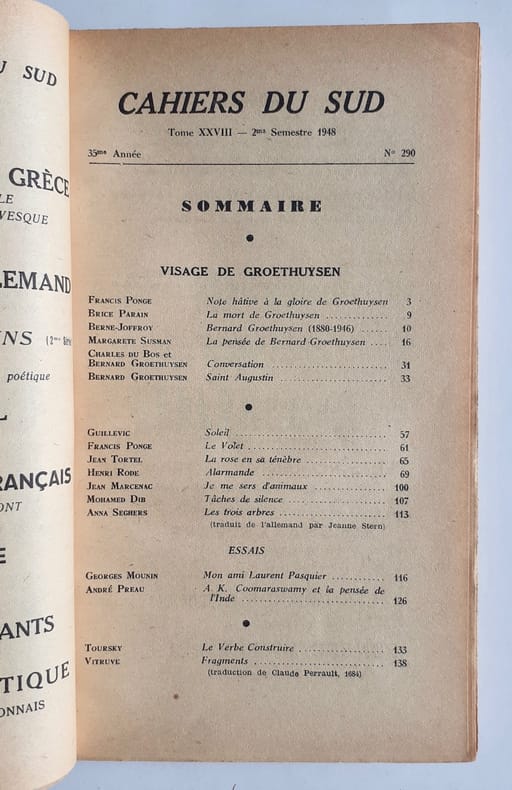 U SUD
GRÈCE
LE
VESQUE
LEMAND
NS (2me Série)
poétique
L
RANÇAIS
ONT
E
ANTS
TIQUE
ONNAIS
CAHIERS DU SUD
Tome XXVIII — 2me Semestre 1948
35me Année N° 290
SOMMAIRE
VISAGE DE GROETHUYSEN
FRANCIS PONGE Note hâtive à la gloire de Groethuysen 3
BRICE PARAIN La mort de Groethuysen .............. 9
BERNE-JOFFROY Bernard Groethuysen (1880-1946) ...... 10
MARGARETE SUSMAN La pensée de Bernard Groethuysen .... 16
CHARLES DU BOS et
BERNARD GROETHUYSEN Conversation ............................ 31
BERNARD GROETHUYSEN Saint Augustin ........................ 33
GUILLEVIC Soleil .................................. 57
FRANCIS PONGE Le Volet ................................ 61
JEAN TORTEL La rose en sa ténèbre .................. 65
HENRI RODE Alarmande .............................. 69
JEAN MARCENAC Je me sers d'animaux .................. 100
MOHAMED DIB Tâches de silence ...................... 107
ANNA SEGHERS Les trois arbres ........................ 113
(traduit de l'allemand par Jeanne Stern)
ESSAIS
GEORGES MOUNIN Mon ami Laurent Pasquier ............ 116
ANDRÉ PREAU A K. Coomaraswamy et la pensée de
l'Inde ................................ 126
TOURSKY Le Verbe Construire .................... 133
VITRUVE Fragments .............................. 138
(traduction de Claude Perrault, 1684)